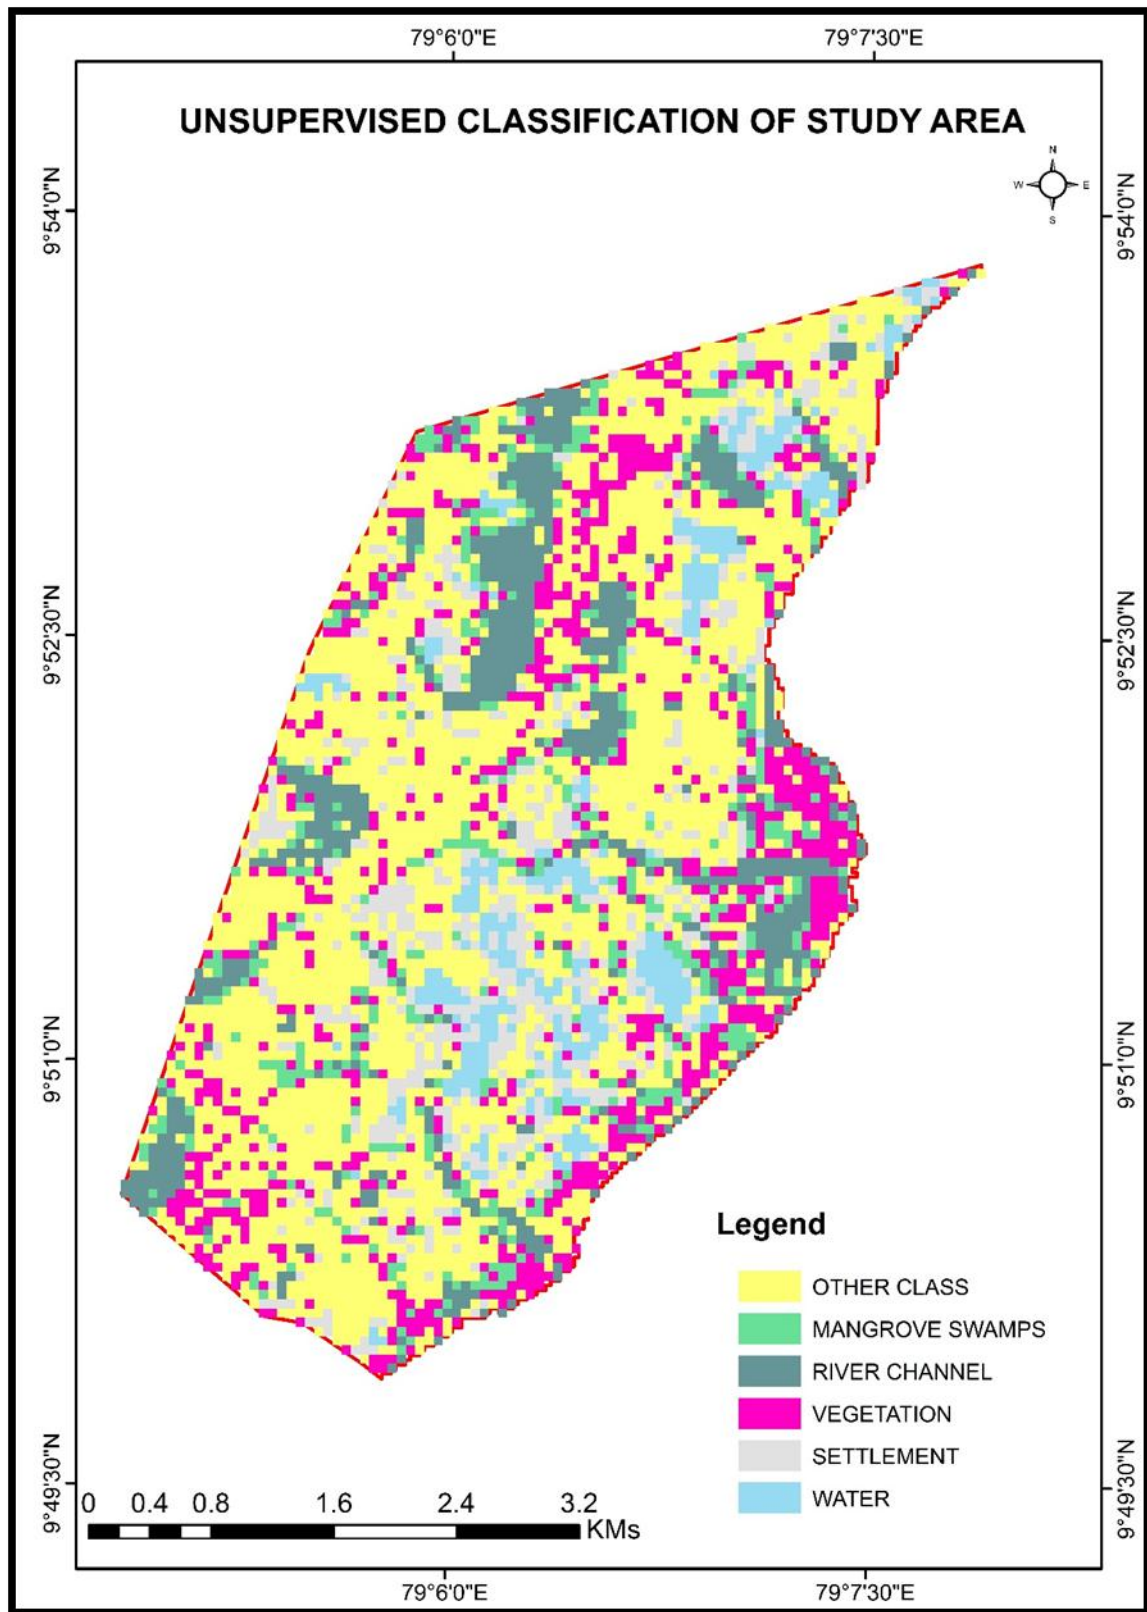 79°6'0"E 79°7'30"E
UNSUPERVISED CLASSIFICATION OF STUDY AREA
N
W E
S
9°54'0"N 9°54'0"N
9°52'30"N 9°52'30"N
9°51'0"N 9°51'0"N
Legend
OTHER CLASS
MANGROVE SWAMPS
RIVER CHANNEL
VEGETATION
SETTLEMENT
WATER
9°49'30"N 9°49'30"N
0 0.4 0.8 1.6 2.4 3.2
KMs
79°6'0"E 79°7'30"E